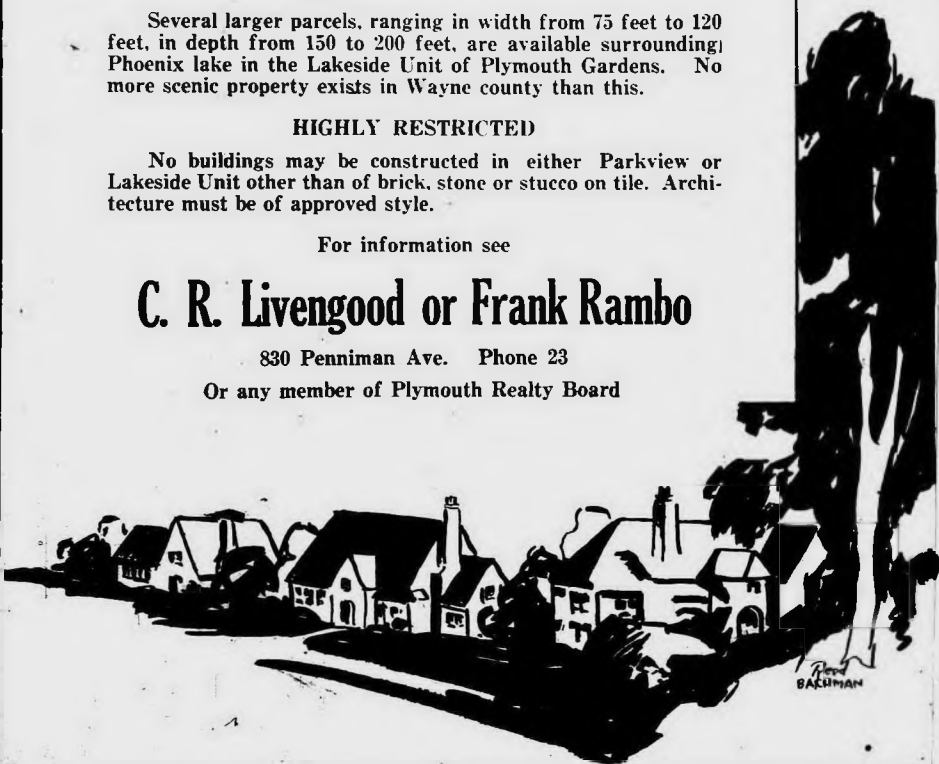 Several larger parcels, ranging in width from 75 feet to 120
feet, in depth from 150 to 200 feet, are available surrounding
Phoenix lake in the Lakeside Unit of Plymouth Gardens. No
more scenic property exists in Wayne county than this.
HIGHLY RESTRICTED
No buildings may be constructed in either Parkview or
Lakeside Unit other than of brick, stone or stucco on tile. Archi-
tecture must be of approved style.
For information see
C. R. Livengood or Frank Rambo
830 Penniman Ave. Phone 23
Or any member of Plymouth Realty Board
BACHMAN